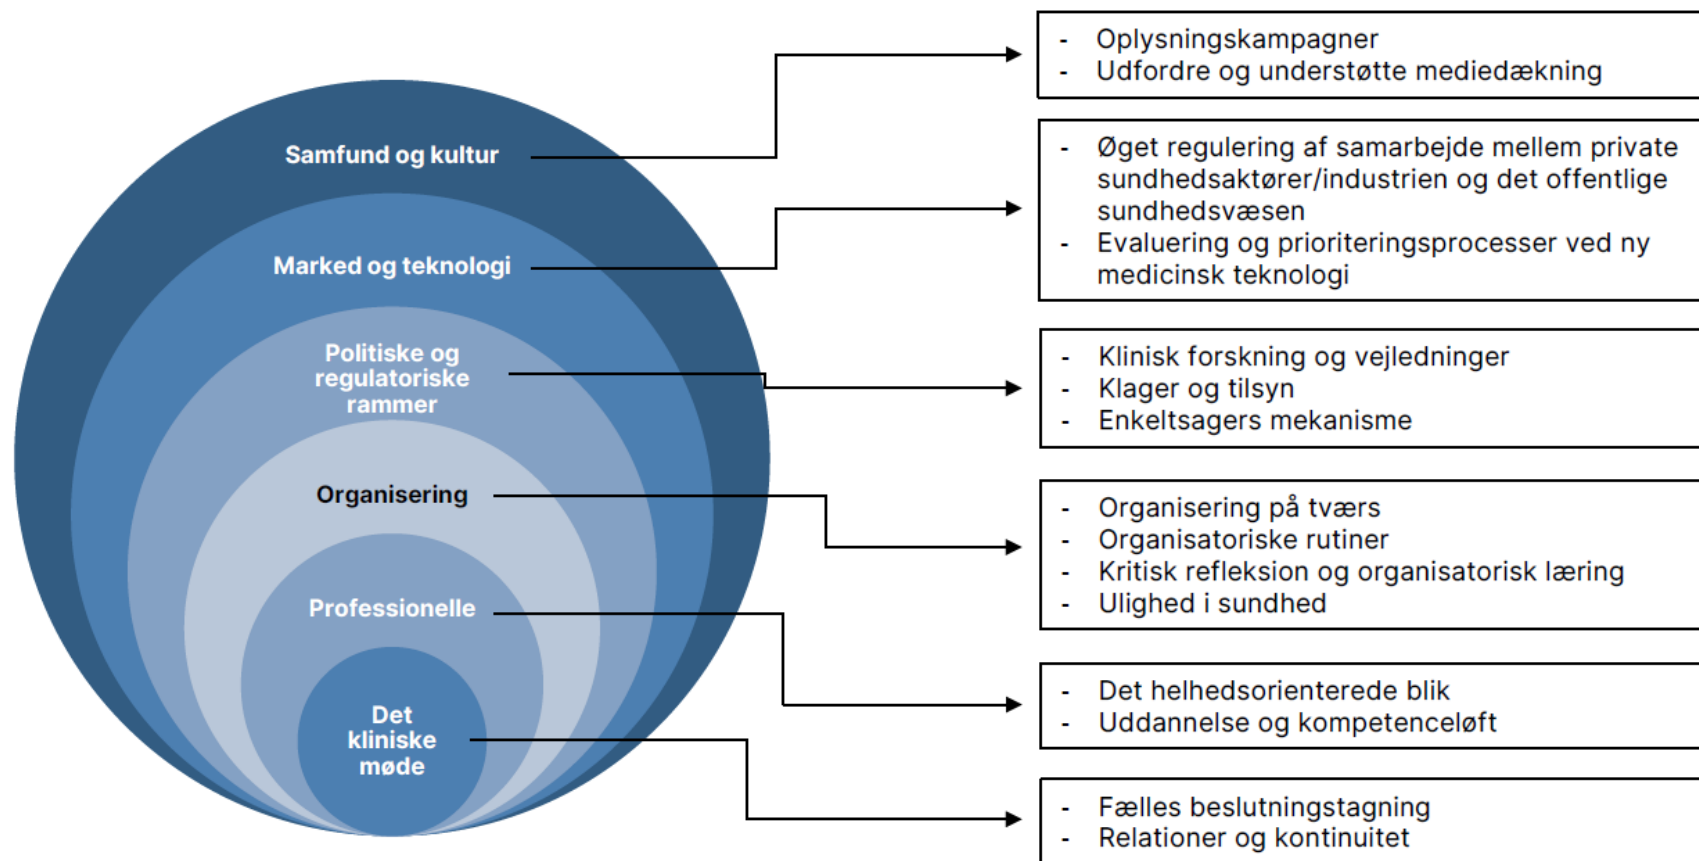 Samfund og kultur
Marked og teknologi
Politiske og
regulatoriske
rammer
Organisering
Professionelle
Det
kliniske
møde
- Oplysningskampagner
- Udfordre og understøtte mediedækning
- Øget regulering af samarbejde mellem private
sundhedsaktører/industrien og det offentlige
sundhedsvæsen
- Evaluering og prioriteringsprocesser ved ny
medicinsk teknologi
- Klinisk forskning og vejledninger
- Klager og tilsyn
- Enkeltsagers mekanisme
- Organisering på tværs
- Organisatoriske rutiner
- Kritisk refleksion og organisatorisk læring
- Ulighed i sundhed
- Det helhedsorienterede blik
- Uddannelse og kompetenceløft
- Fælles beslutningstagning
- Relationer og kontinuitet